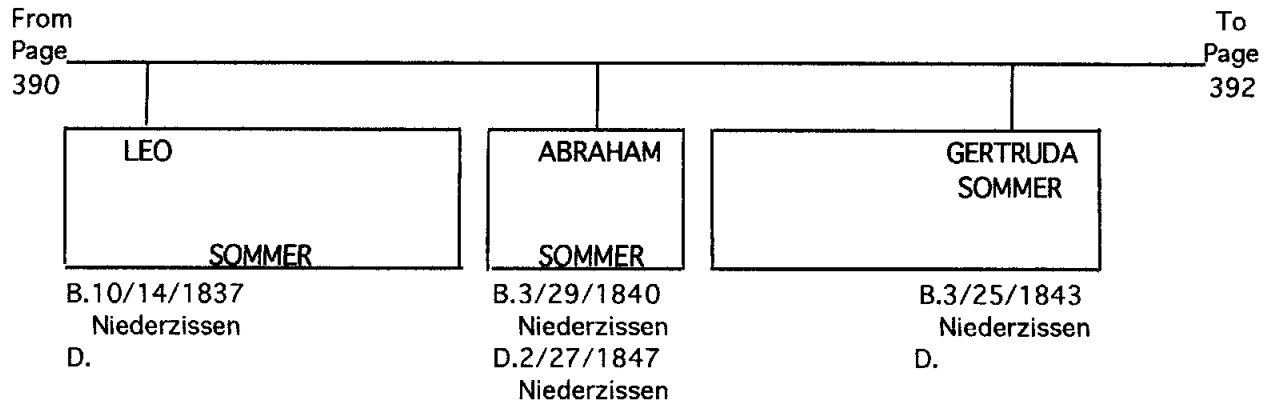 From
Page
390
To
Page
392
LEO
SOMMER
B.10/14/1837
Niederzissen
D.
ABRAHAM
SOMMER
B.3/29/1840
Niederzissen
D.2/27/1847
Niederzissen
GERTRUDA
SOMMER
B.3/25/1843
Niederzissen
D.